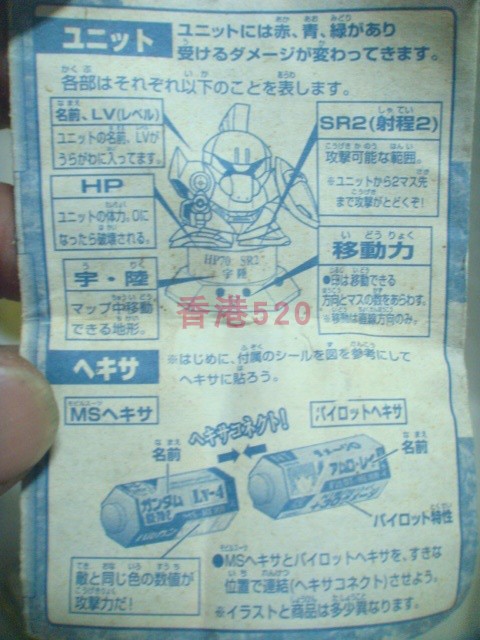 ユニット
ユニットには赤、青、緑があり
受けるダメージが変わってきます。
各部はそれぞれ以下のことを表します。
名前、LV(レベル)
ユニットの名前、LVが
うらがわに入ってます。
HP
ユニットの体力。0に
なったら破壊される。
宇・陸
マップ中移動
できる地形。
SR2(射程2)
攻撃可能な範囲。
※ユニットから2マス先
まで攻撃がとどくぞ!
移動力
●印は移動できる
方向とマスの数をあらわす。
※移動は直線方向のみ。
HP70 SR2
宇陸
香港520
ヘキサ
※はじめに、付属のシールを図を参考にして
ヘキサに貼ろう。
MSヘキサ
ヘキサコネクト!
パイロットヘキサ
名前
ガンダム
LV-4
アムロ・レイ
名前
パイロット特性
敵と同じ色の数値が
攻撃力だ!
●MSヘキサとパイロットヘキサを、すきな
位置で連結(ヘキサコネクト)させよう。
※イラストと商品は多少異なります。